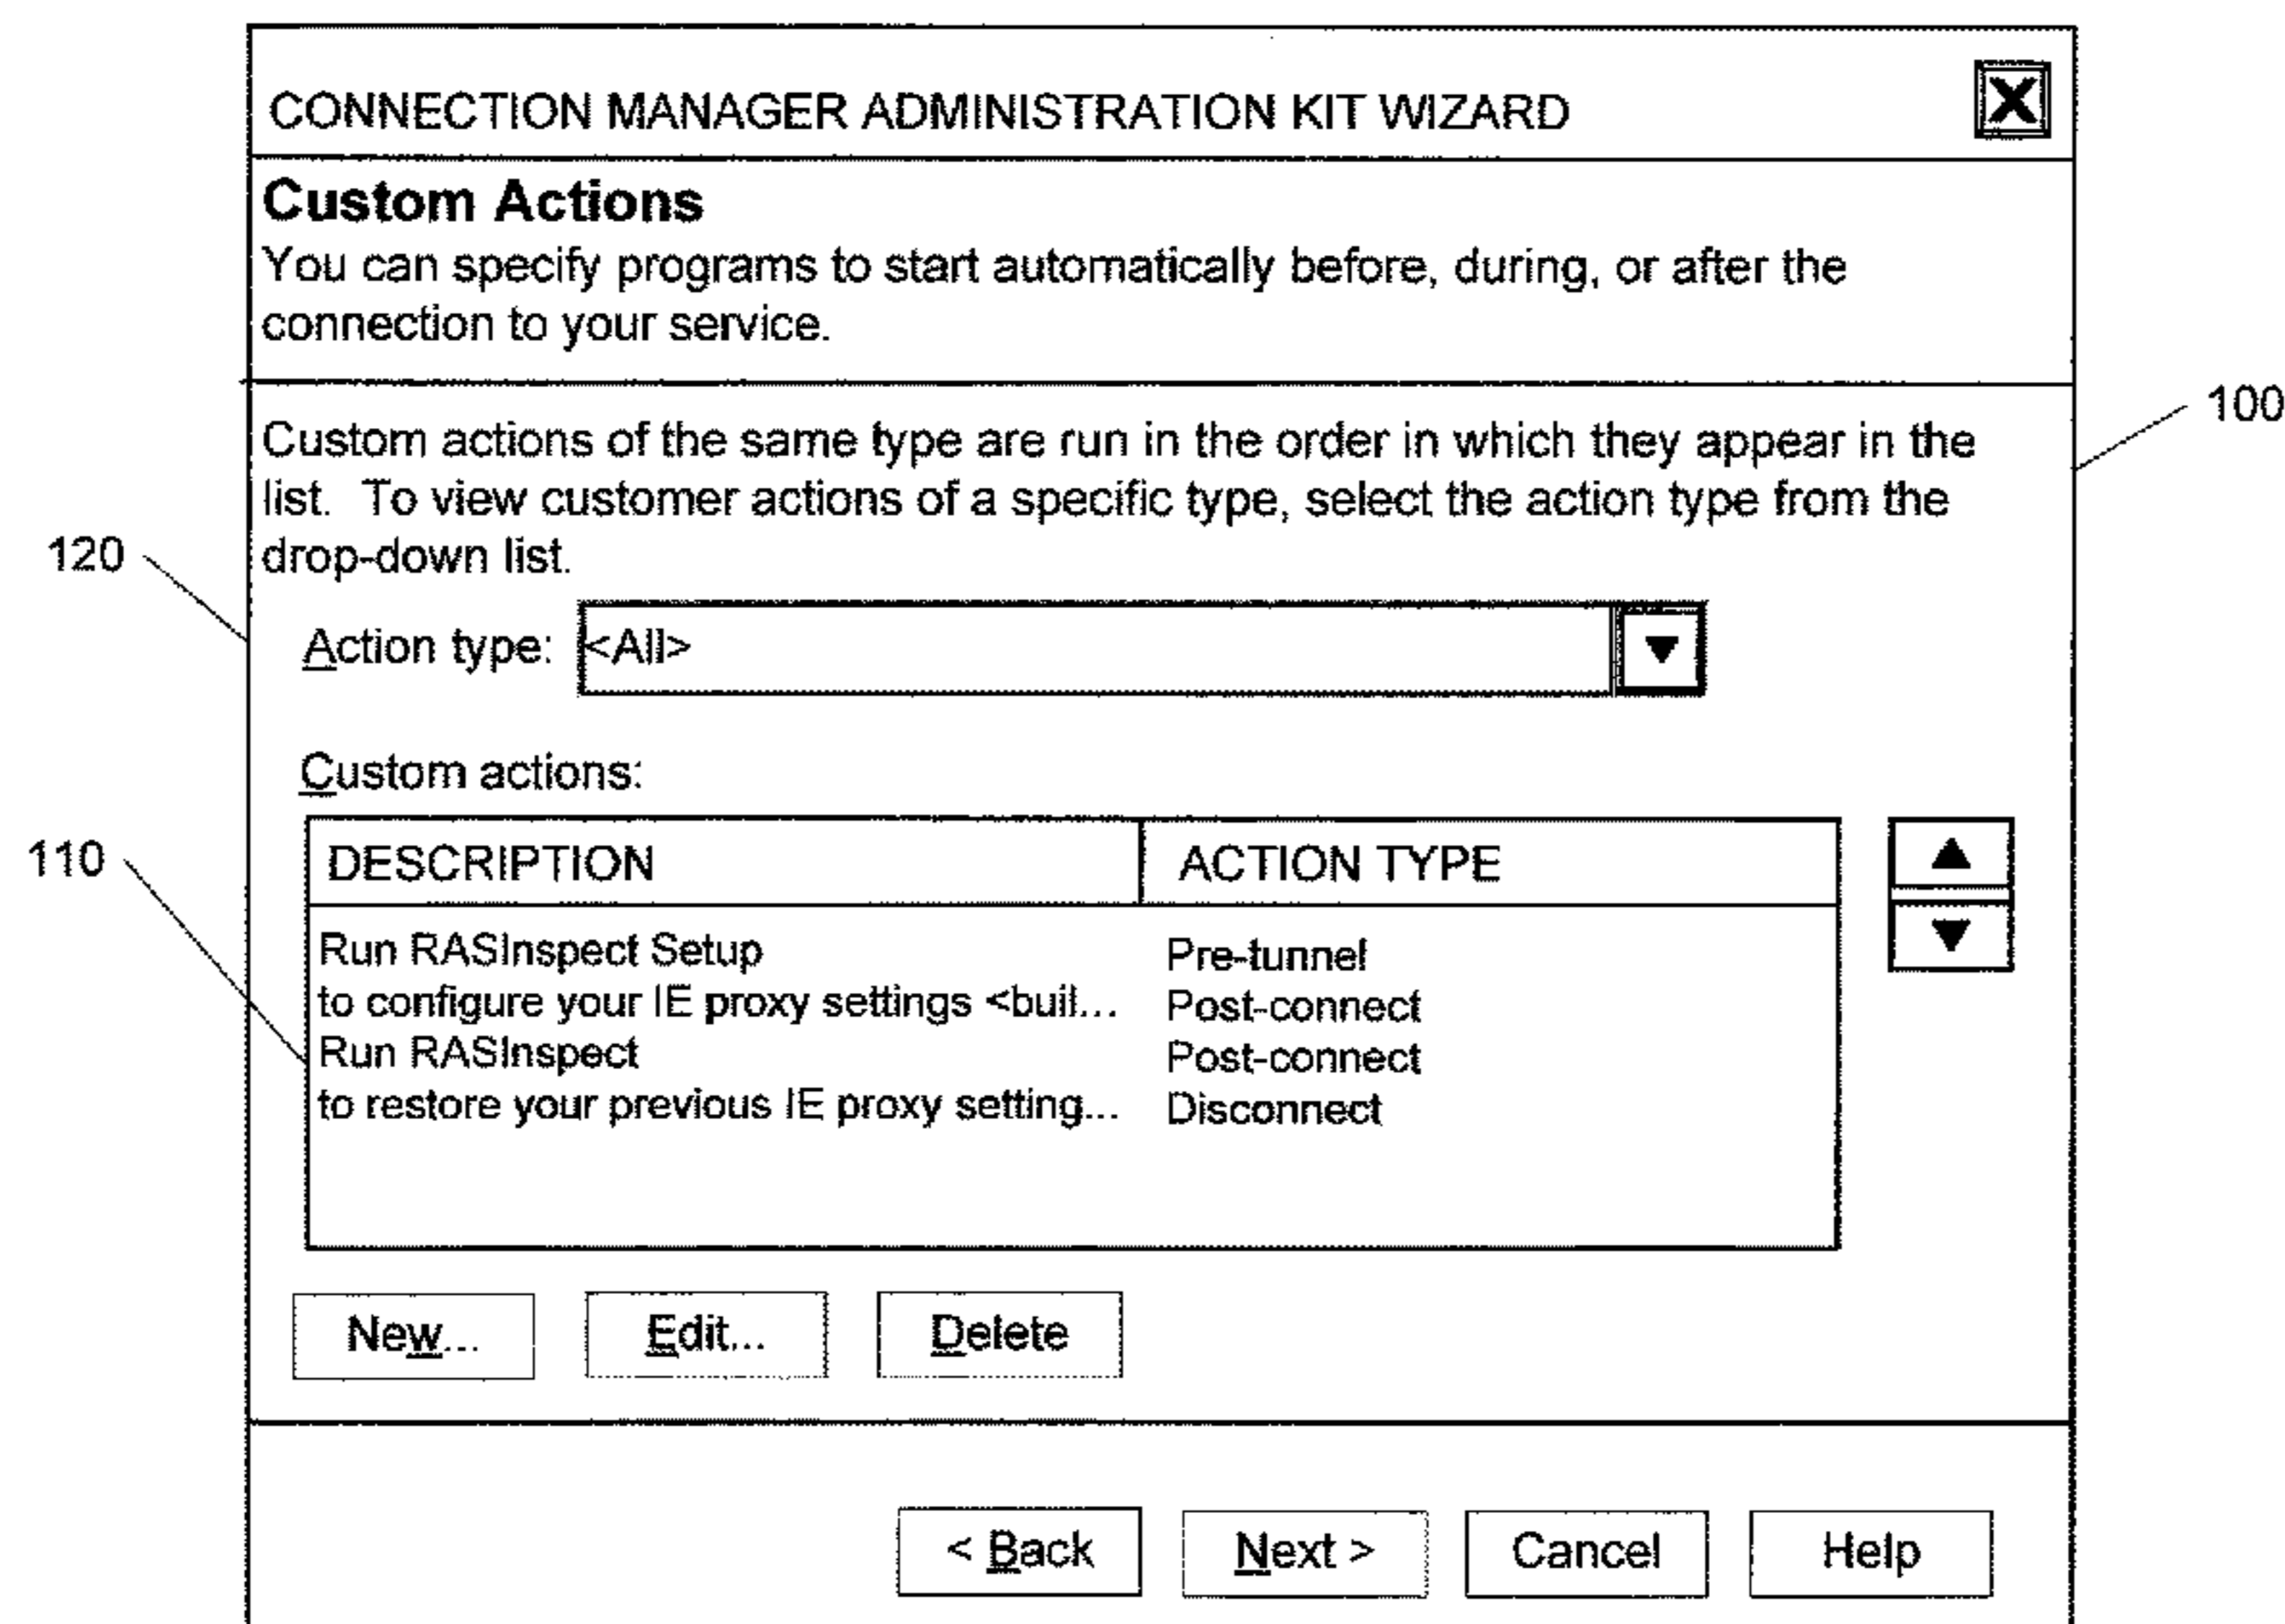 CONNECTION MANAGER ADMINISTRATION KIT WIZARD X
Custom Actions
You can specify programs to start automatically before, during, or after the
connection to your service.
100
Custom actions of the same type are run in the order in which they appear in the
list. To view customer actions of a specific type, select the action type from the
drop-down list.
120
Action type: <All>
Custom actions:
110
DESCRIPTION ACTION TYPE
Run RASInspect Setup Pre-tunnel
to configure your IE proxy settings <buil... Post-connect
Run RASInspect Post-connect
to restore your previous IE proxy setting... Disconnect
New... Edit... Delete
< Back Next > Cancel Help